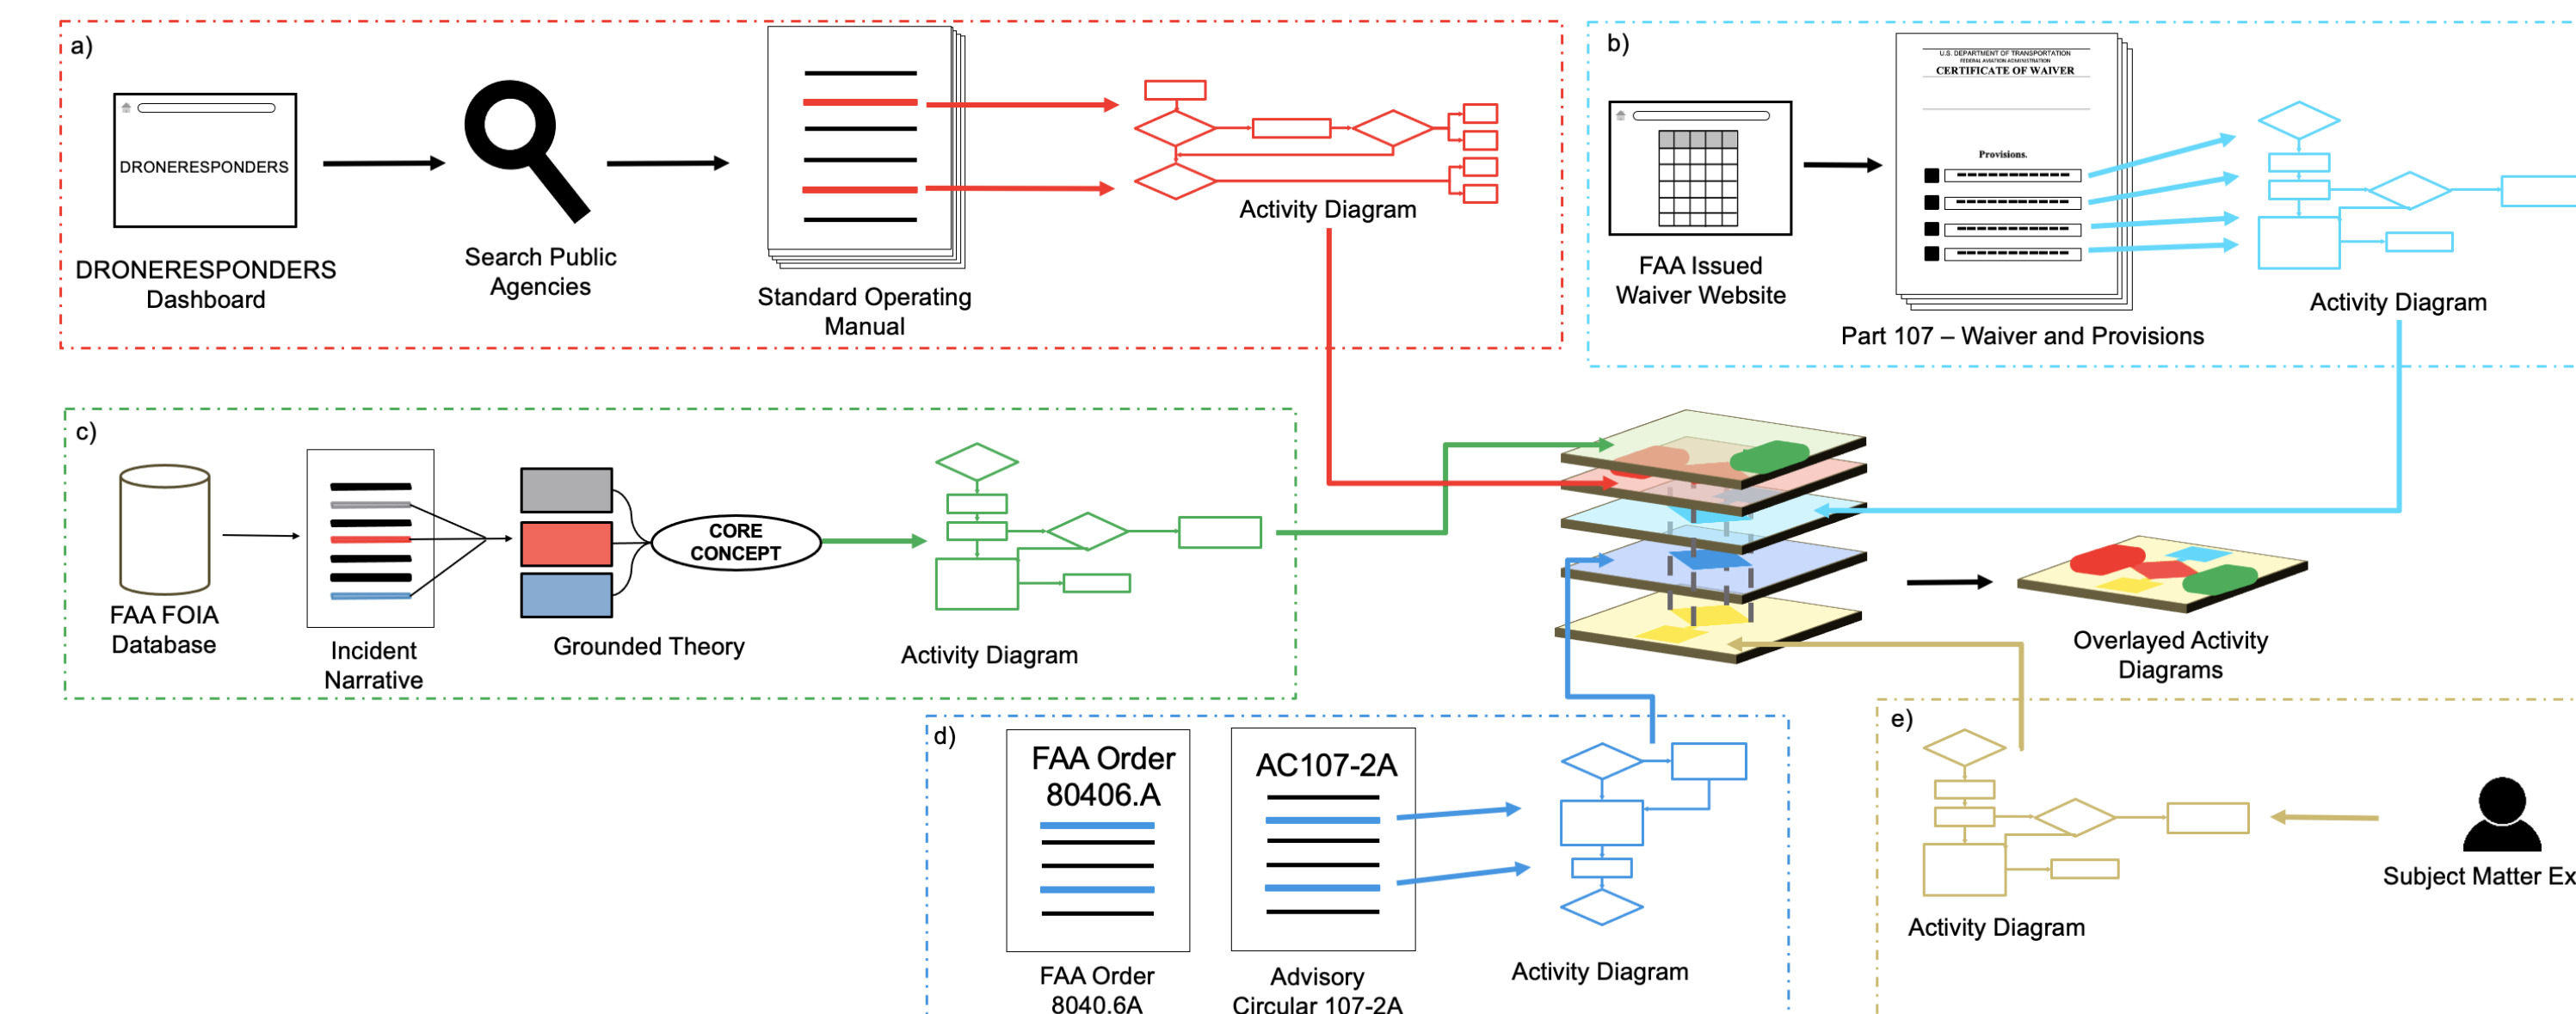 a)
DRONERESPONDERS
DRONERESPONDERS
Dashboard
Search Public
Agencies
Standard Operating
Manual
Activity Diagram
b)
FAA Issued
Waiver Website
U.S. DEPARTMENT OF TRANSPORTATION
FEDERAL AVIATION ADMINISTRATION
CERTIFICATE OF WAIVER
Provisions.
Part 107 – Waiver and Provisions
Activity Diagram
c)
FAA FOIA
Database
Incident
Narrative
Grounded Theory
CORE
CONCEPT
Activity Diagram
Overlayed Activity
Diagrams
d)
FAA Order
80406.A
FAA Order
8040.6A
AC107-2A
Advisory
Circular 107-2A
Activity Diagram
e)
Activity Diagram
Subject Matter Ex